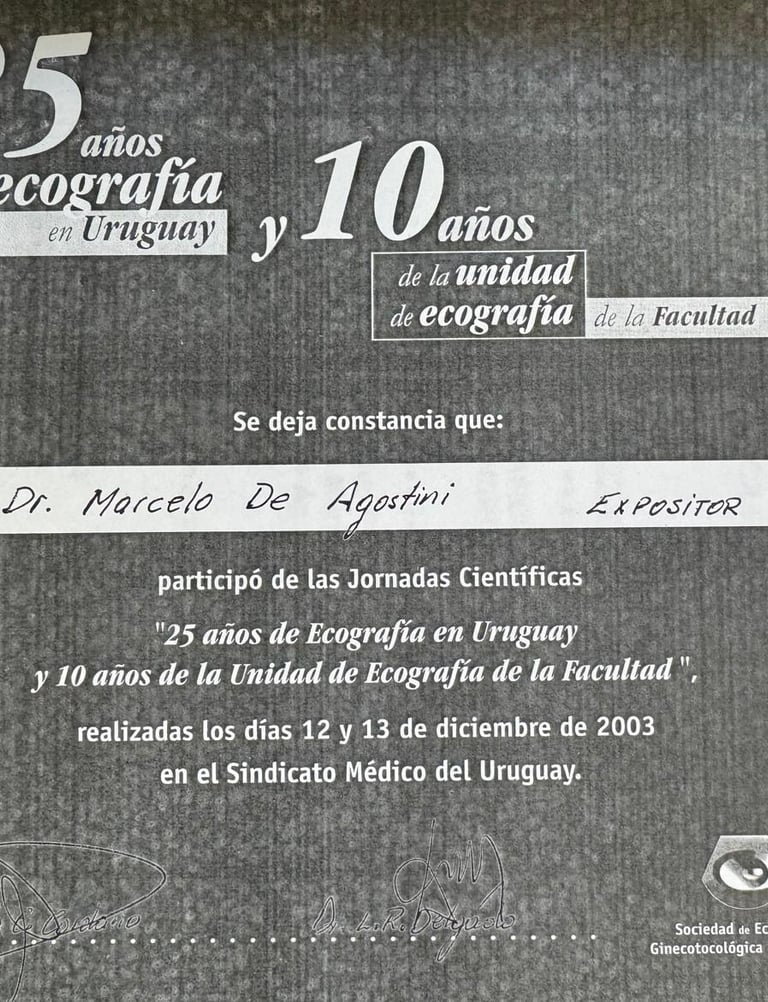 25 años
ecografía
en Uruguay
y 10 años
de la unidad
de ecografía de la Facultad
Se deja constancia que:
Dr. Marcelo De Agostini EXPOSITOR
participó de las Jornadas Científicas
"25 años de Ecografía en Uruguay
y 10 años de la Unidad de Ecografía de la Facultad",
realizadas los días 12 y 13 de diciembre de 2003
en el Sindicato Médico del Uruguay.
Dr. L.R. Delgado
Sociedad de Ec
Ginecotocológica